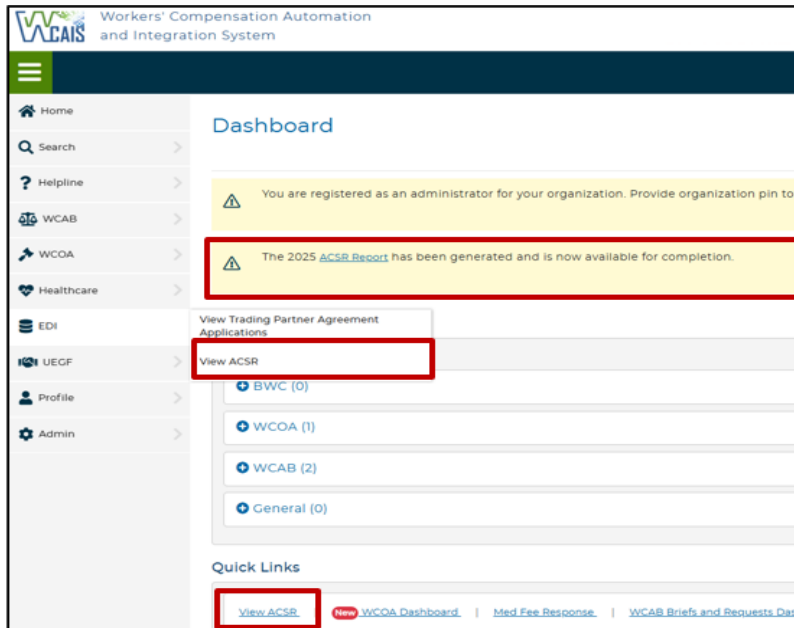 WCAIS
Workers' Compensation Automation
and Integration System
Home
Search
Helpline
WCAB
WCOA
Healthcare
EDI
UEGF
Profile
Admin
Dashboard
You are registered as an administrator for your organization. Provide organization pin to
The 2025 ACSR Report has been generated and is now available for completion.
View Trading Partner Agreement
Applications
View ACSR
BWC (0)
WCOA (1)
WCAB (2)
General (0)
Quick Links
View ACSR | New WCOA Dashboard | Med Fee Response | WCAB Briefs and Requests Das